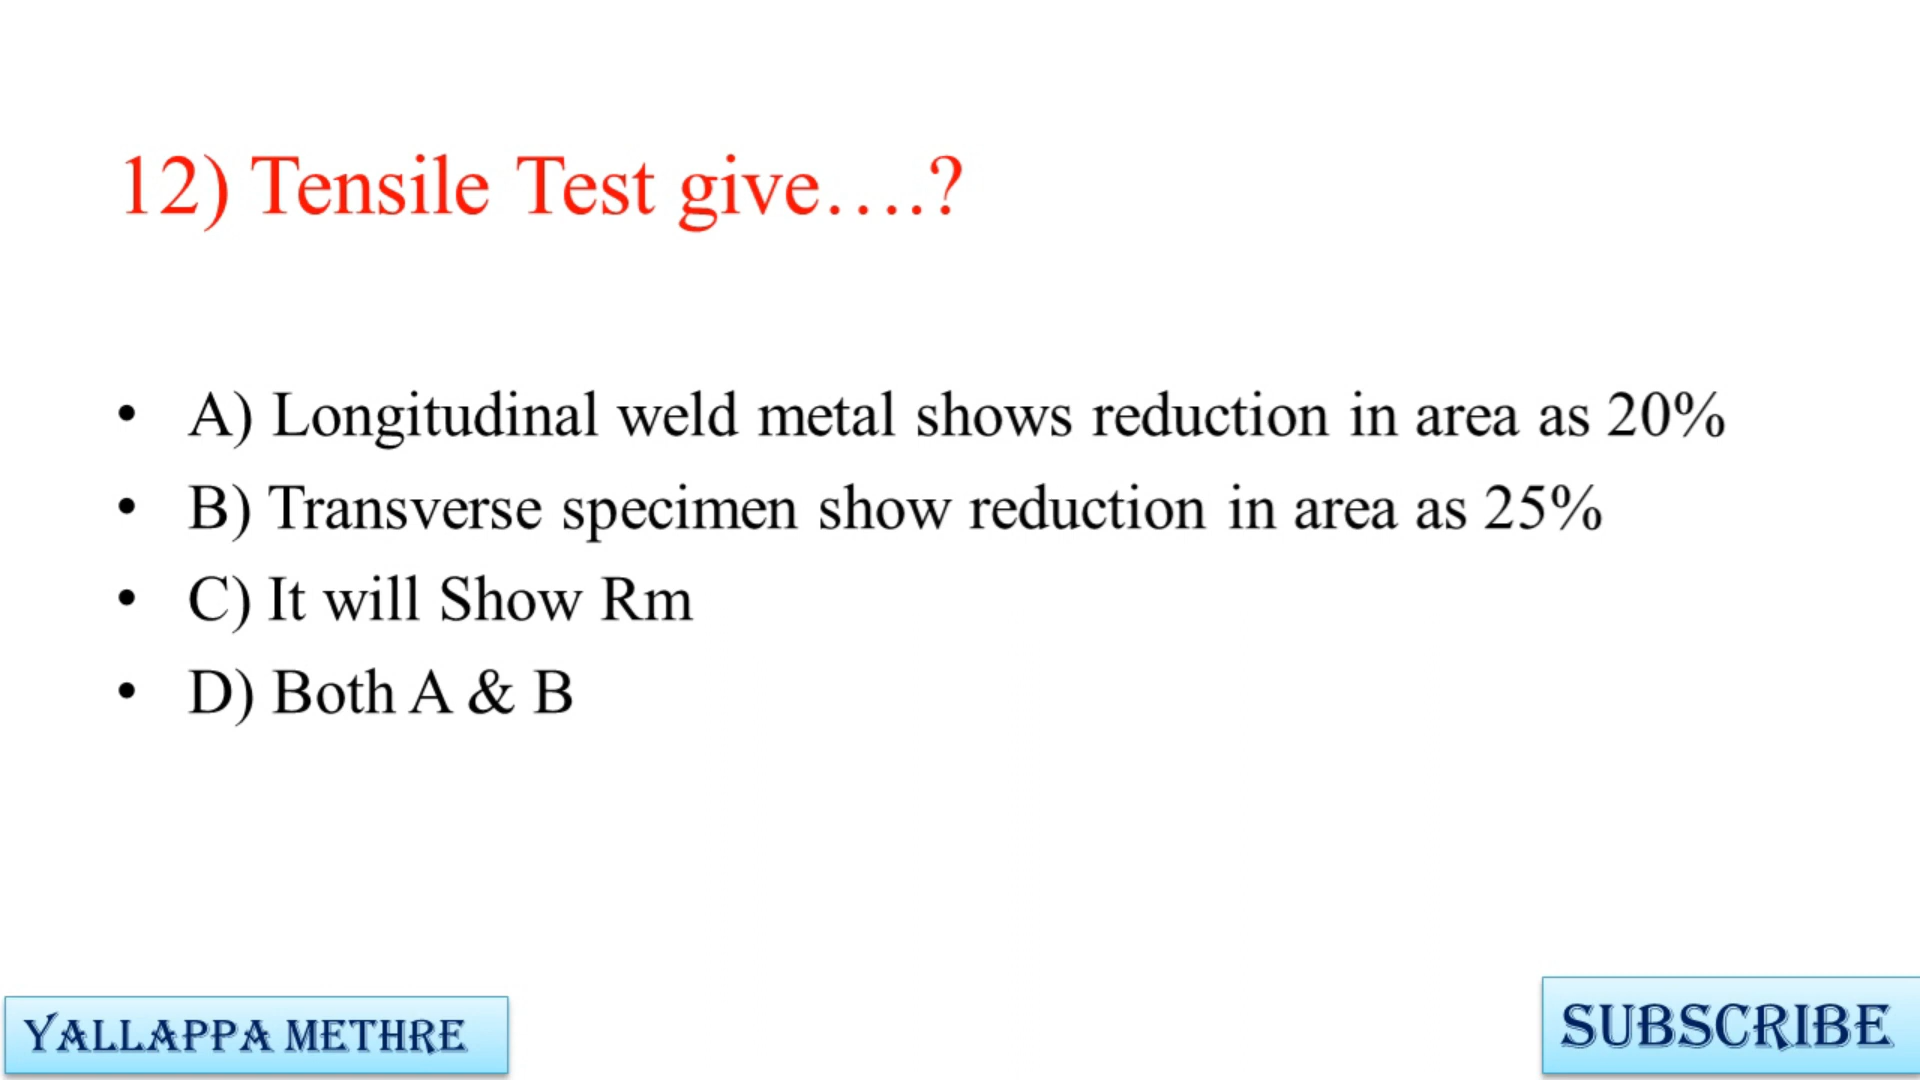 12) Tensile Test give....?
• A) Longitudinal weld metal shows reduction in area as 20%
• B) Transverse specimen show reduction in area as 25%
• C) It will Show Rm
• D) Both A & B
YALLAPPA METHRE
SUBSCRIBE